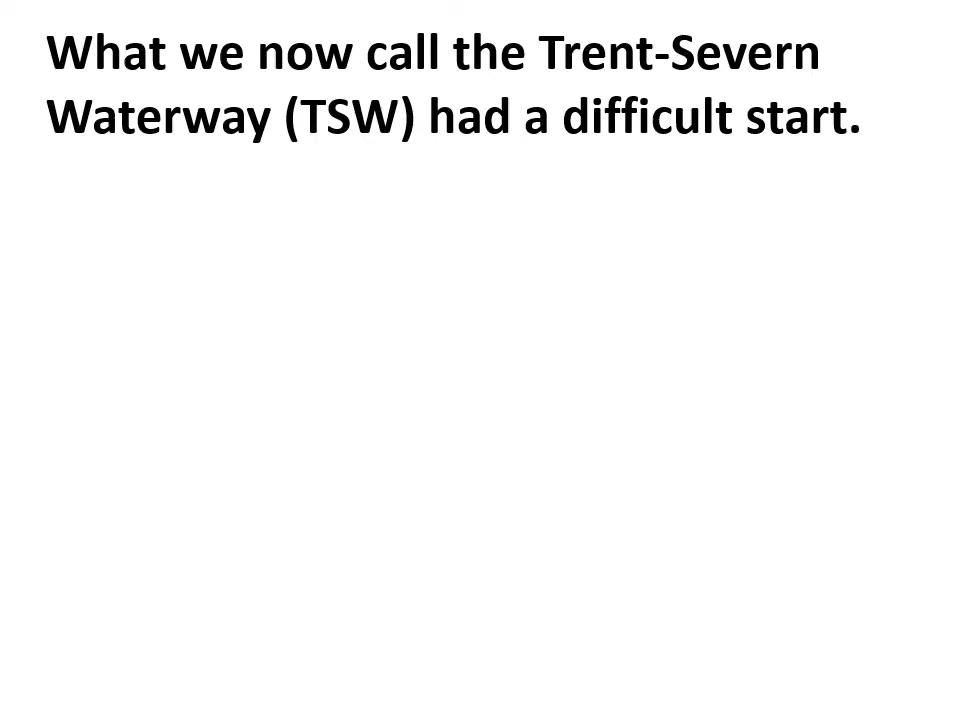 What we now call the Trent-Severn
Waterway (TSW) had a difficult start.